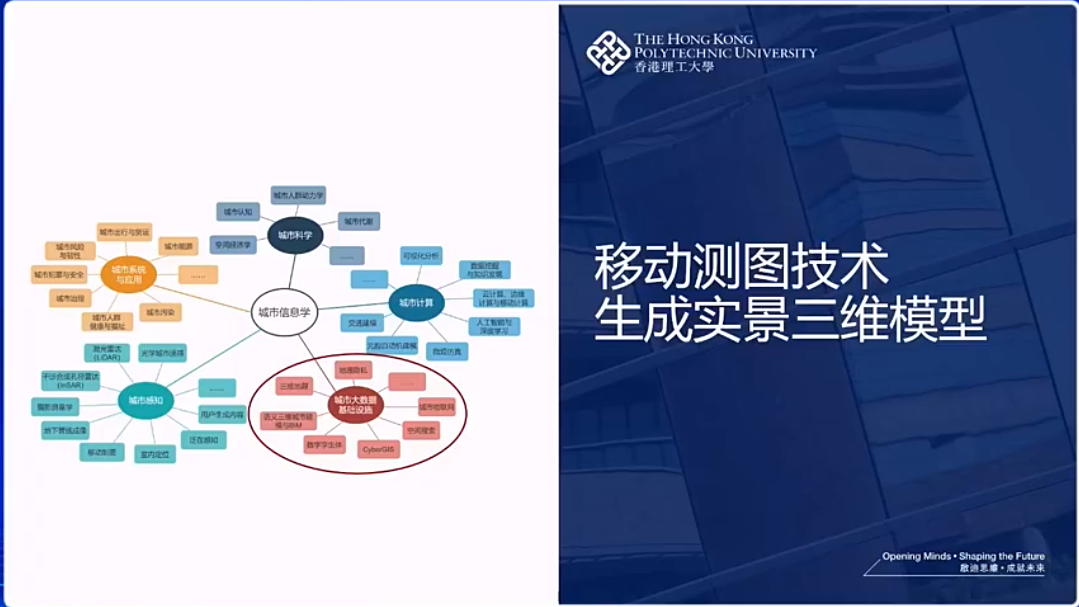 城市人群动力学
城市认知
城市代谢
城市科学
空间经济学
......
城市运行与货运
城市风险
与韧性
城市能源
城市犯罪与安全
城市系统
与应用
......
城市治理
城市污染
城市人群
健康与福祉
可视化分析
......
数据挖掘
与知识发现
城市计算
云计算、边缘
计算与移动计算
交通建模
人工智能与
深度学习
元胞自动机建模
微观仿真
城市信息学
激光雷达
(LiDAR)
光学城市遥感
干涉合成孔径雷达
(InSAR)
......
城市感知
摄影测量学
用户生成内容
地下管线成像
泛在感知
移动制图
室内定位
地理隐私
三维地籍
......
城市大数据
基础设施
城市物联网
语义三维城市建
模与BIM
空间搜索
数字孪生体
CyberGIS
THE HONG KONG
POLYTECHNIC UNIVERSITY
香港理工大學
移动测图技术
生成实景三维模型
Opening Minds • Shaping the Future
啟迪思維 • 成就未來